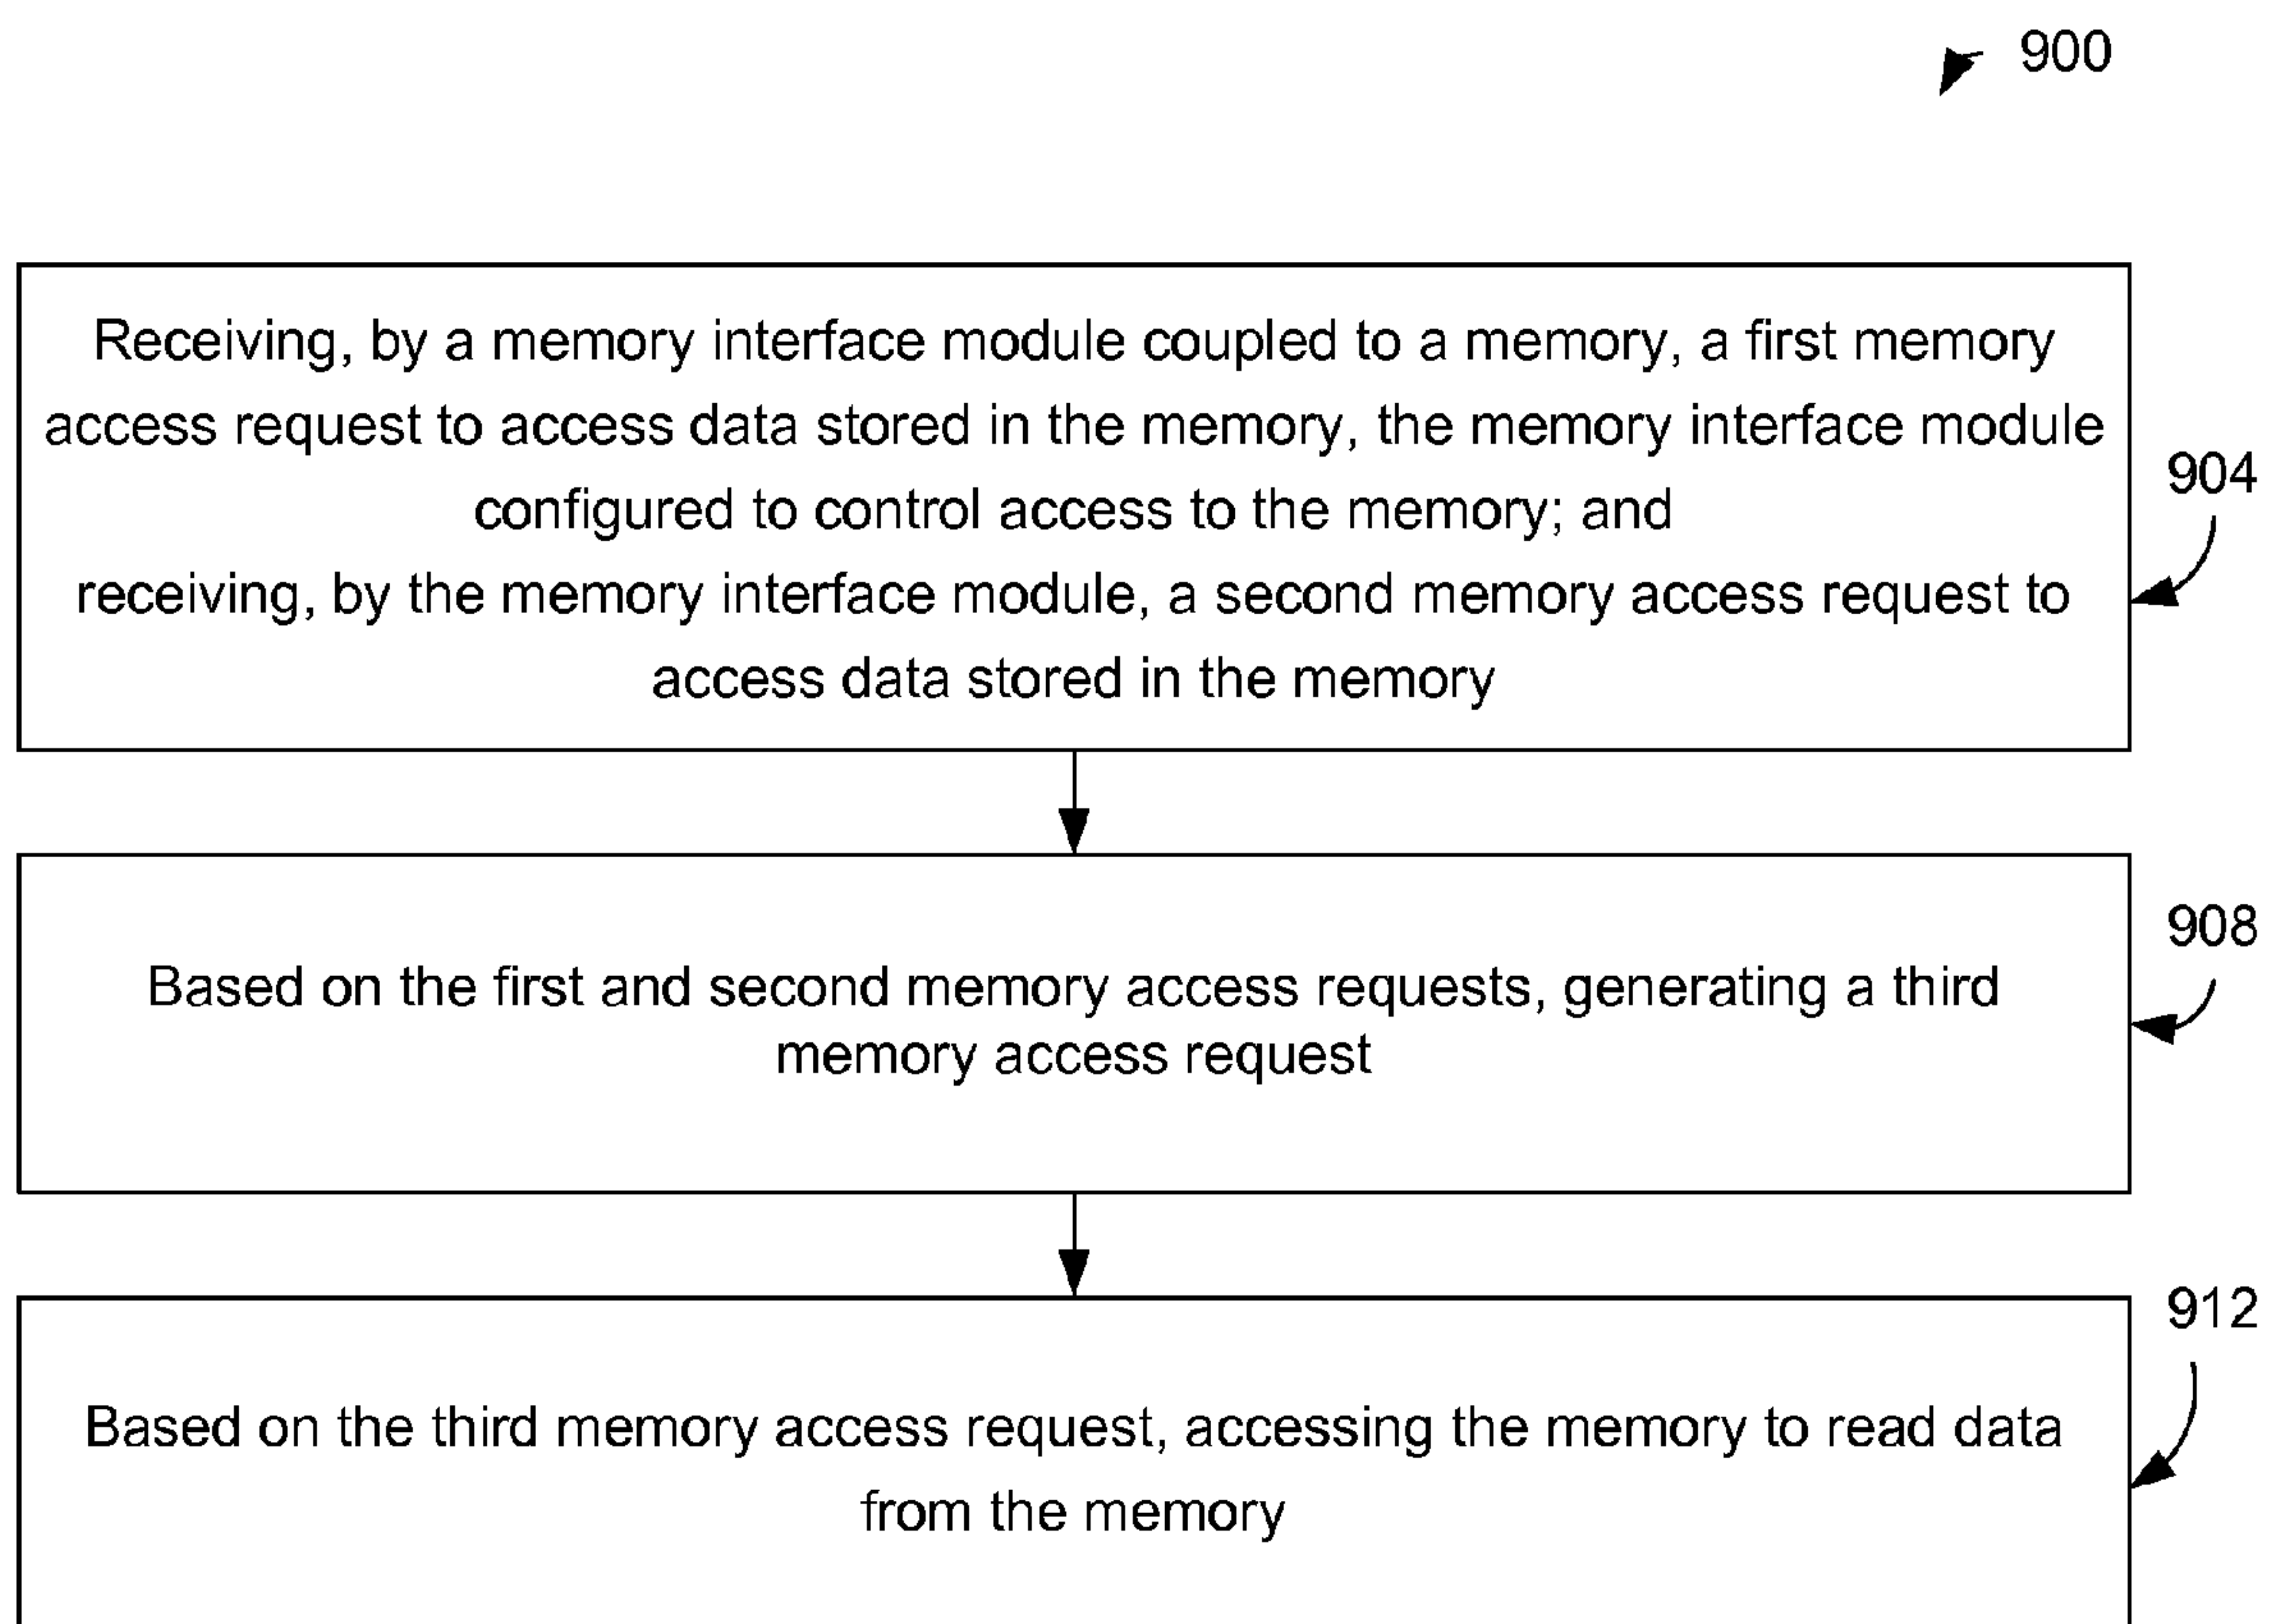 900
Receiving, by a memory interface module coupled to a memory, a first memory
access request to access data stored in the memory, the memory interface module
configured to control access to the memory; and
receiving, by the memory interface module, a second memory access request to
access data stored in the memory
904
Based on the first and second memory access requests, generating a third
memory access request
908
Based on the third memory access request, accessing the memory to read data
from the memory
912